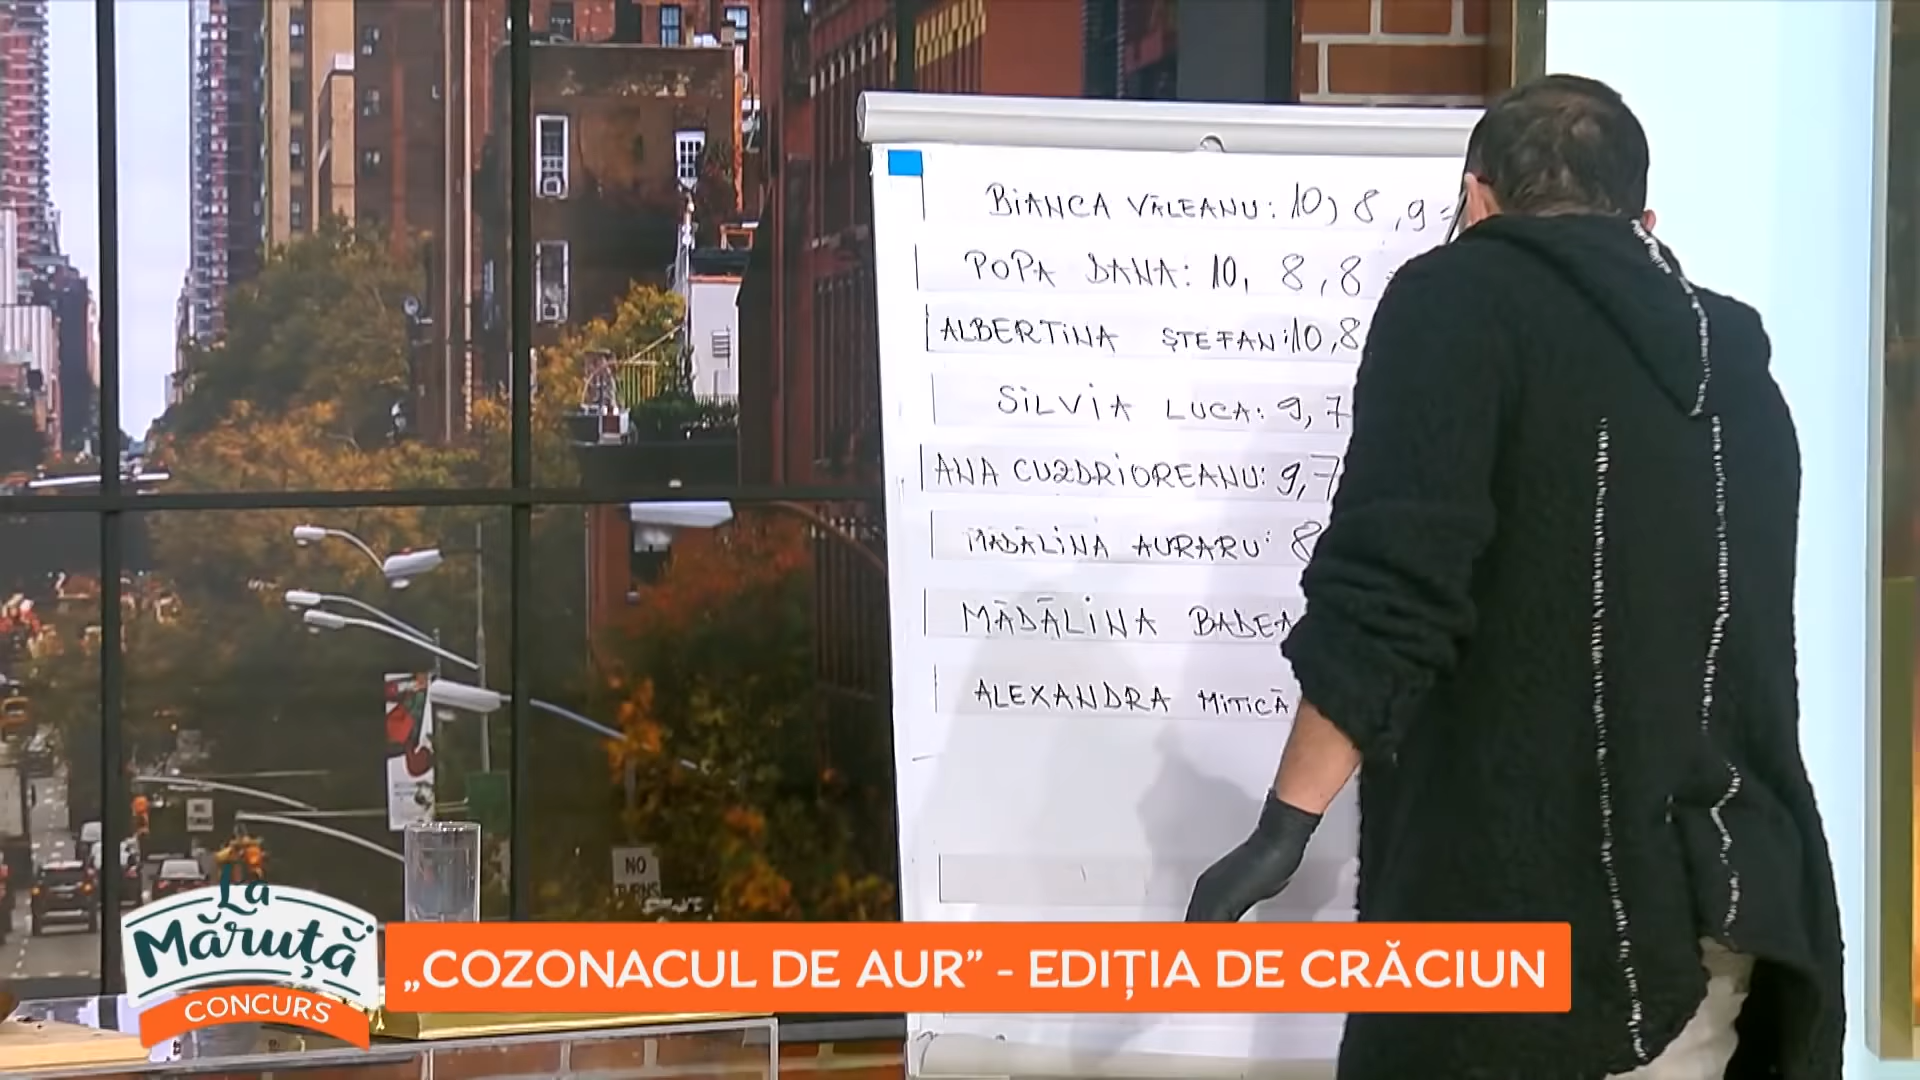 BIANCA VĂLEANU: 10, 8, 9 =
POPA DANA: 10, 8, 8
ALBERTINA ȘTEFAN: 10, 8
SILVIA LUCA: 9, 7
ANA CUZDRIOREANU: 9, 7
MĂDĂLINA AURARU: 8
MĂDĂLINA BADEA
ALEXANDRA MITICĂ
NO
TURNS
La
Măruță
CONCURS
„COZONACUL DE AUR” - EDIȚIA DE CRĂCIUN